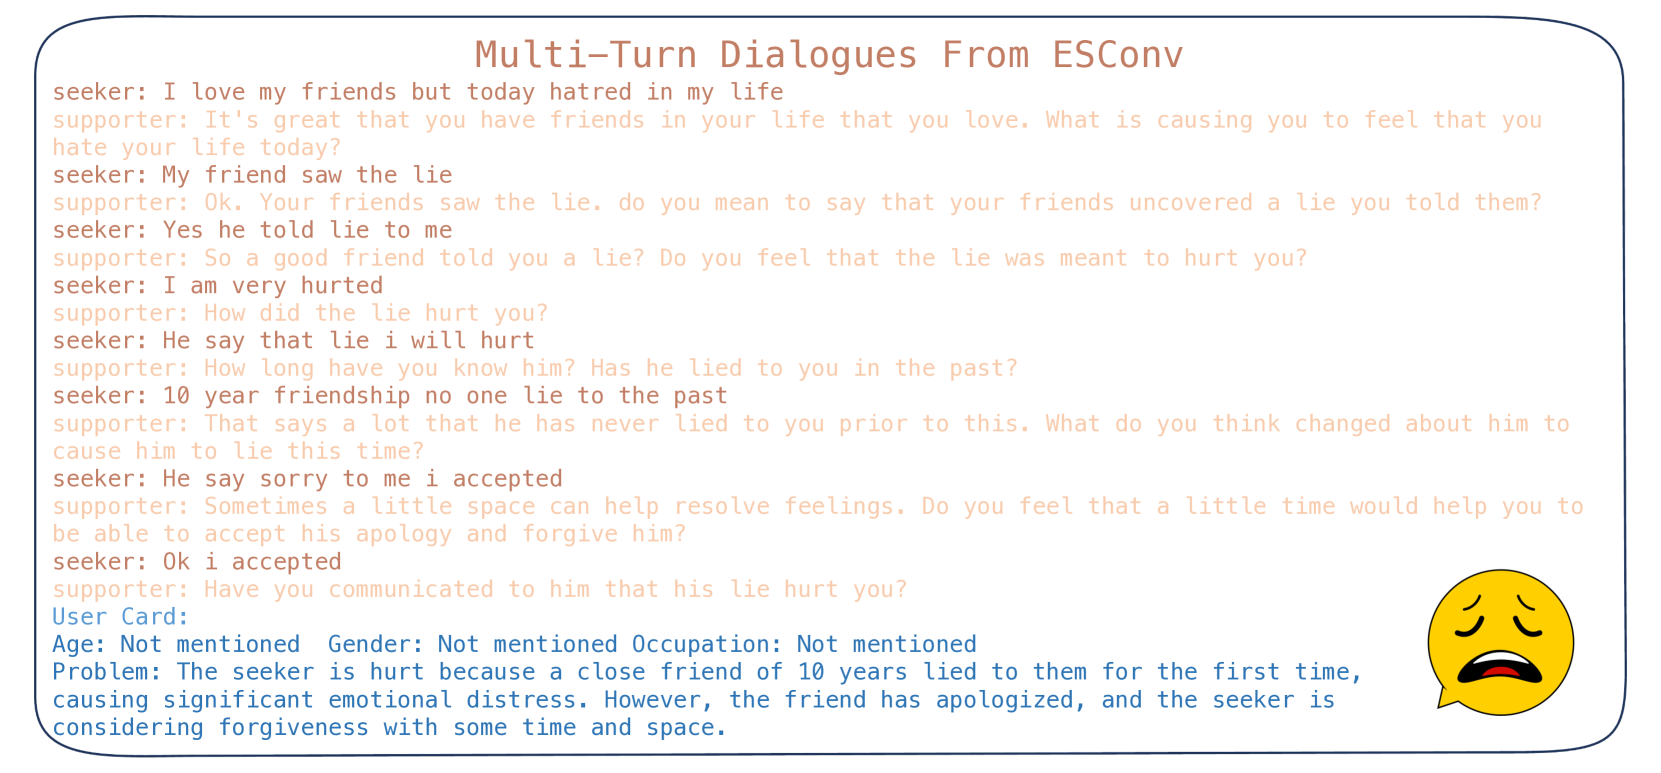 Multi–Turn Dialogues From ESConv
seeker: I love my friends but today hatred in my life
supporter: It's great that you have friends in your life that you love. What is causing you to feel that you
hate your life today?
seeker: My friend saw the lie
supporter: Ok. Your friends saw the lie. do you mean to say that your friends uncovered a lie you told them?
seeker: Yes he told lie to me
supporter: So a good friend told you a lie? Do you feel that the lie was meant to hurt you?
seeker: I am very hurted
supporter: How did the lie hurt you?
seeker: He say that lie i will hurt
supporter: How long have you know him? Has he lied to you in the past?
seeker: 10 year friendship no one lie to the past
supporter: That says a lot that he has never lied to you prior to this. What do you think changed about him to
cause him to lie this time?
seeker: He say sorry to me i accepted
supporter: Sometimes a little space can help resolve feelings. Do you feel that a little time would help you to
be able to accept his apology and forgive him?
seeker: Ok i accepted
supporter: Have you communicated to him that his lie hurt you?
User Card:
Age: Not mentioned  Gender: Not mentioned Occupation: Not mentioned
Problem: The seeker is hurt because a close friend of 10 years lied to them for the first time,
causing significant emotional distress. However, the friend has apologized, and the seeker is
considering forgiveness with some time and space.